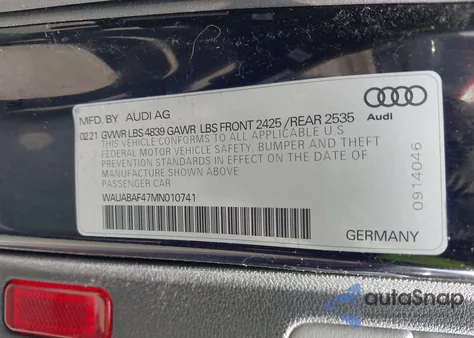 MFD. BY AUDI AG
02.21 GVWR LBS 4839 GAWR LBS FRONT 2425 /REAR 2535
THIS VEHICLE CONFORMS TO ALL APPLICABLE U S
FEDERAL MOTOR VEHICLE SAFETY, BUMPER AND THEFT
PREVENTION STANDARDS IN EFFECT ON THE DATE OF
MANUFACTURE SHOWN ABOVE
PASSENGER CAR
WAUABAF47MN010741
Audi
0914046
GERMANY
autoSnap